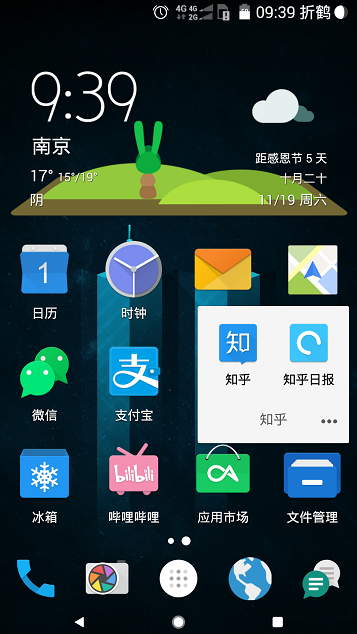 4G 4G 2G 09:39 折鹤
9:39
南京
17° 15°/19°
阴
距感恩节 5 天
十月二十
11/19 周六
1
日历
时钟
知
知乎
知乎日报
知乎
微信
支
支付宝
bilibili
冰箱
哔哩哔哩
应用市场
文件管理